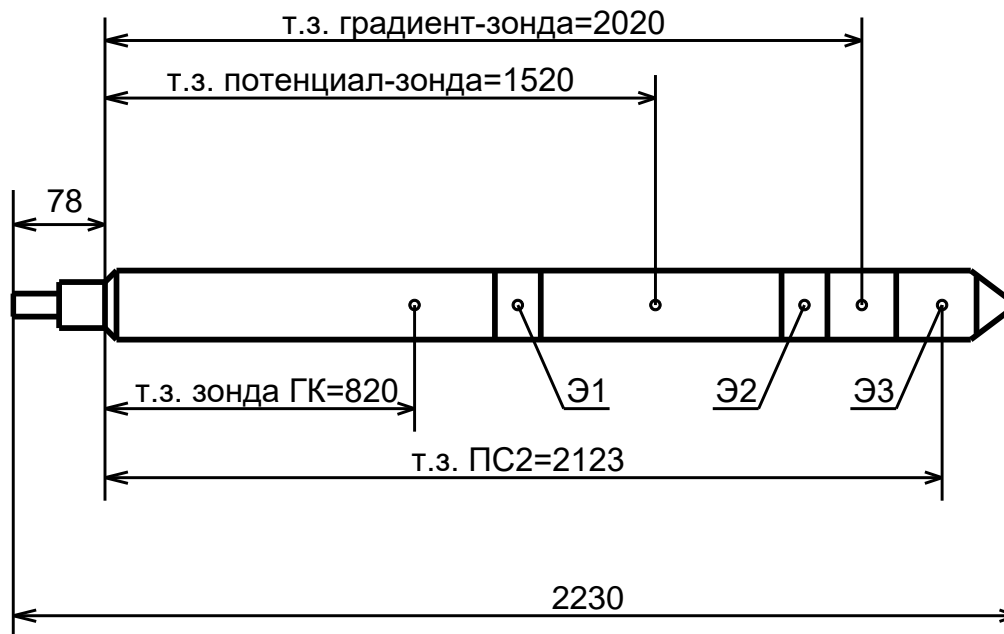 т.з. градиент-зонда=2020
т.з. потенциал-зонда=1520
78
т.з. зонда ГК=820
Э1
Э2
Э3
т.з. ПС2=2123
2230